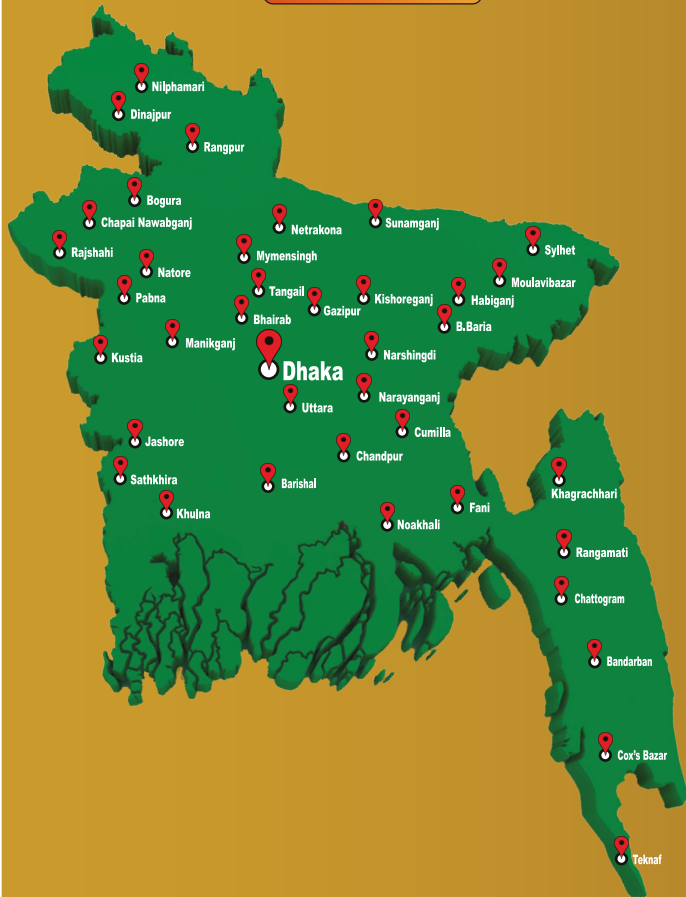 Nilphamari
Dinajpur
Rangpur
Bogura
Chapai Nawabganj
Netrakona
Sunamganj
Rajshahi
Mymensingh
Sylhet
Natore
Moulavibazar
Pabna
Tangail
Kishoreganj
Habiganj
Gazipur
Bhairab
B.Baria
Manikganj
Kustia
Narshingdi
Dhaka
Narayanganj
Uttara
Cumilla
Jashore
Chandpur
Sathkhira
Barishal
Khagrachhari
Khulna
Fani
Noakhali
Rangamati
Chattogram
Bandarban
Cox's Bazar
Teknaf